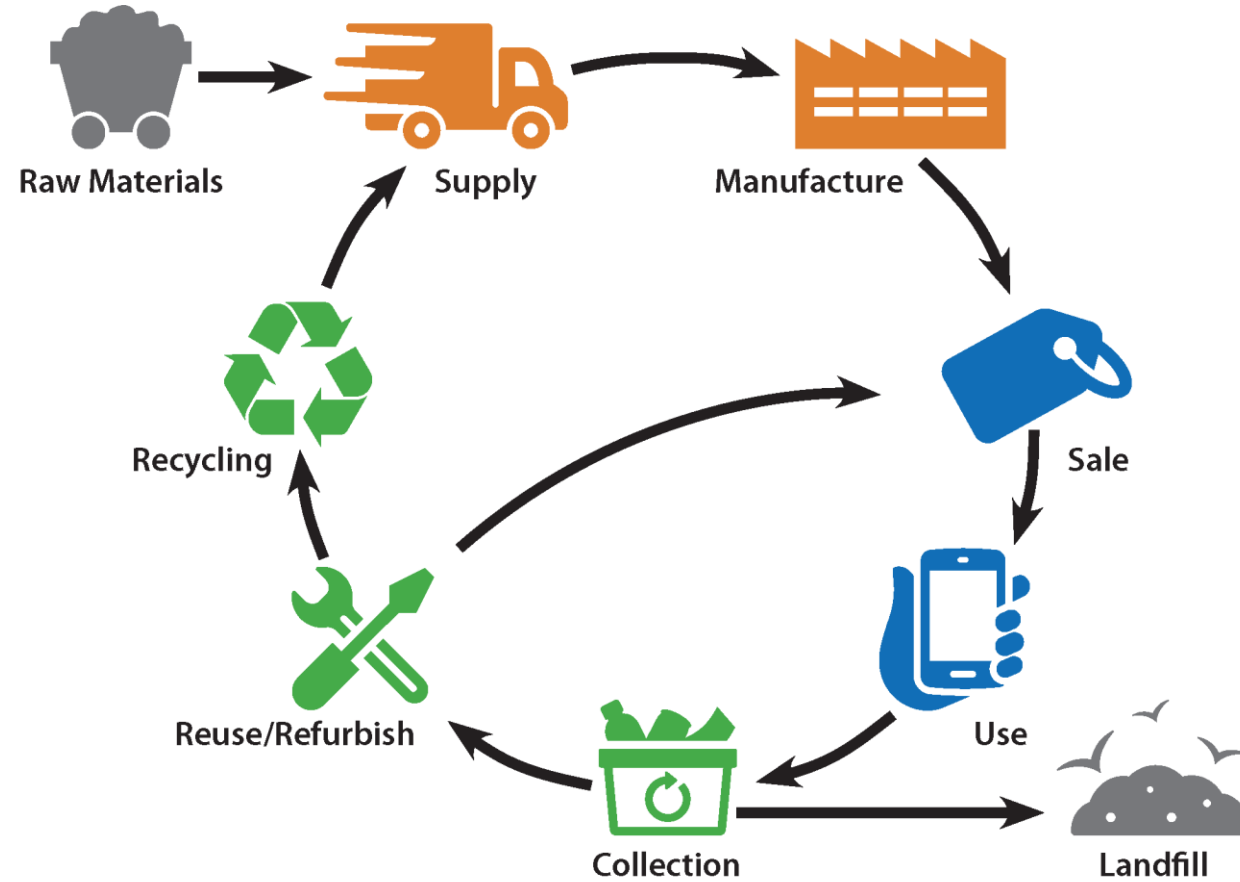 Raw Materials
Supply
Manufacture
Recycling
Sale
Reuse/Refurbish
Use
Collection
Landfill